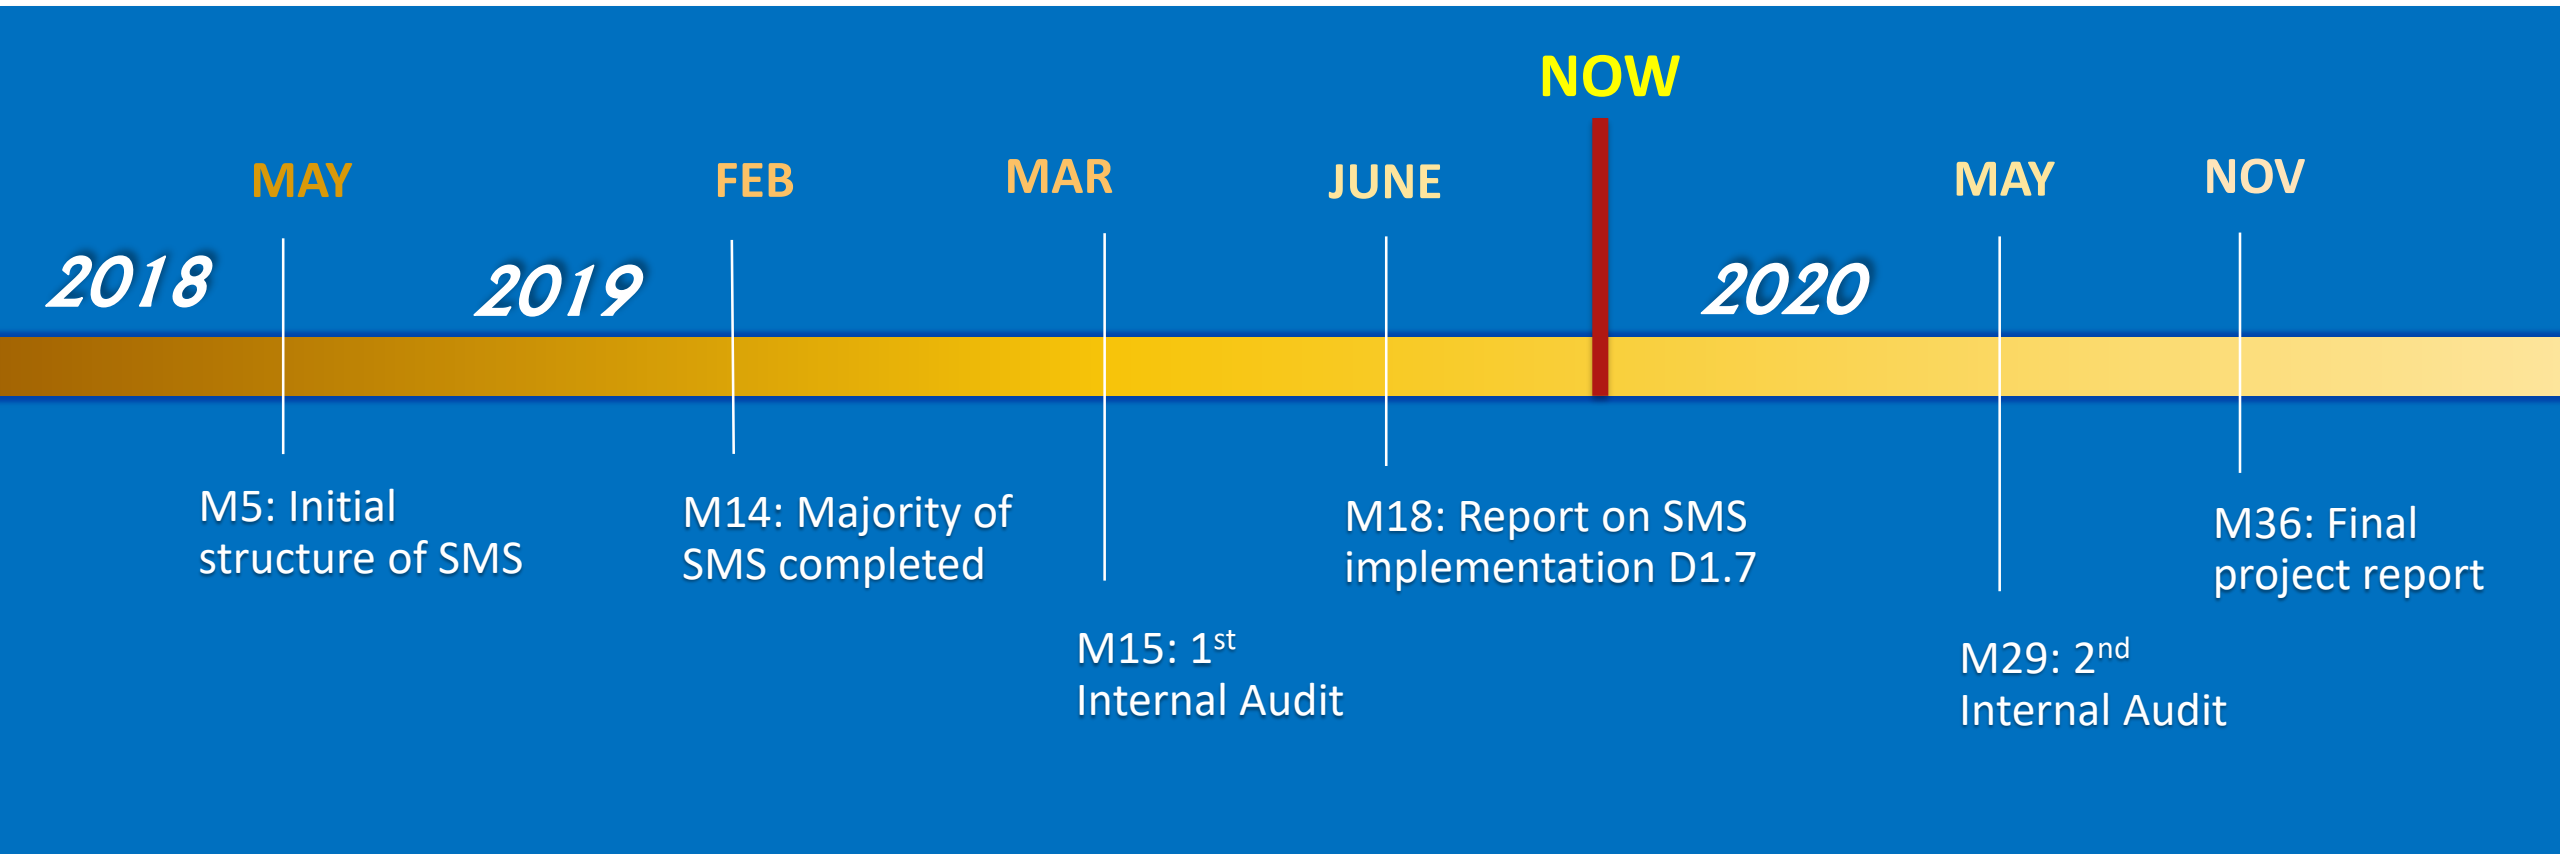 NOW
MAY
FEB
MAR
JUNE
MAY
NOV
2018
2019
2020
M5: Initial
structure of SMS
M14: Majority of
SMS completed
M15: 1st
Internal Audit
M18: Report on SMS
implementation D1.7
M29: 2nd
Internal Audit
M36: Final
project report